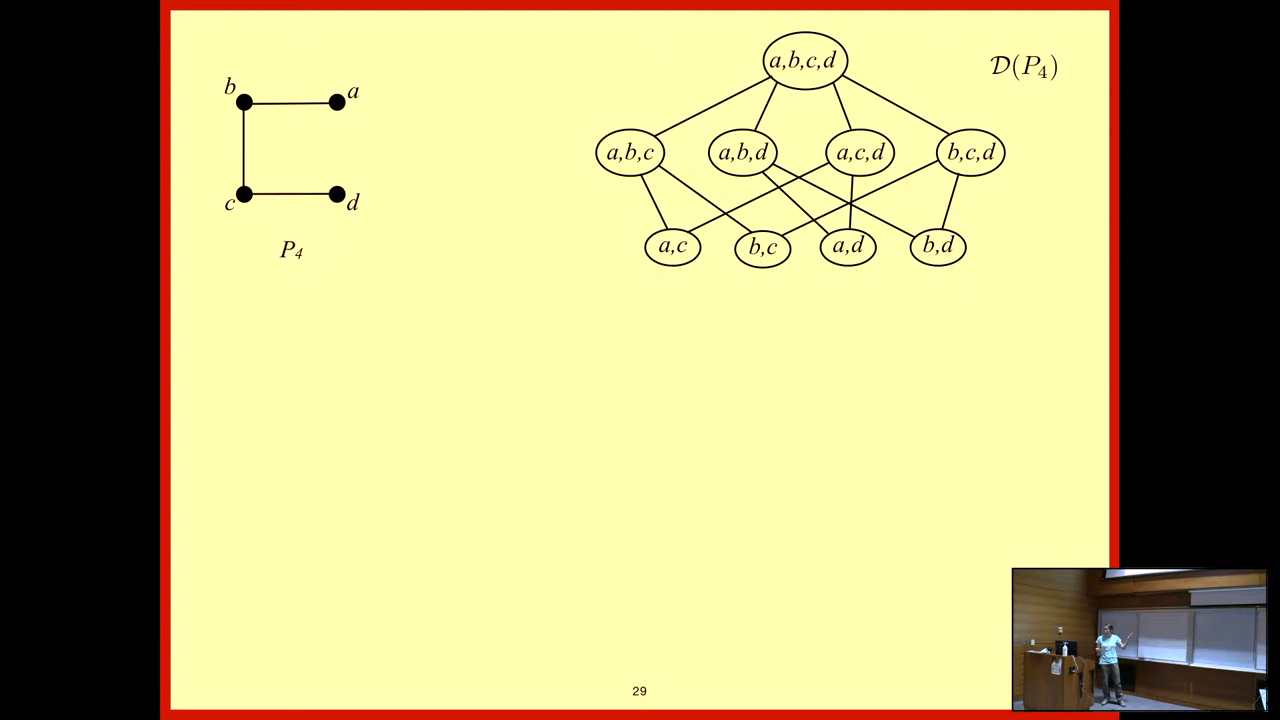 b
a
c
d
P4
a,b,c,d
𝒟(P₄)
a,b,c
a,b,d
a,c,d
b,c,d
a,c
b,c
a,d
b,d
29